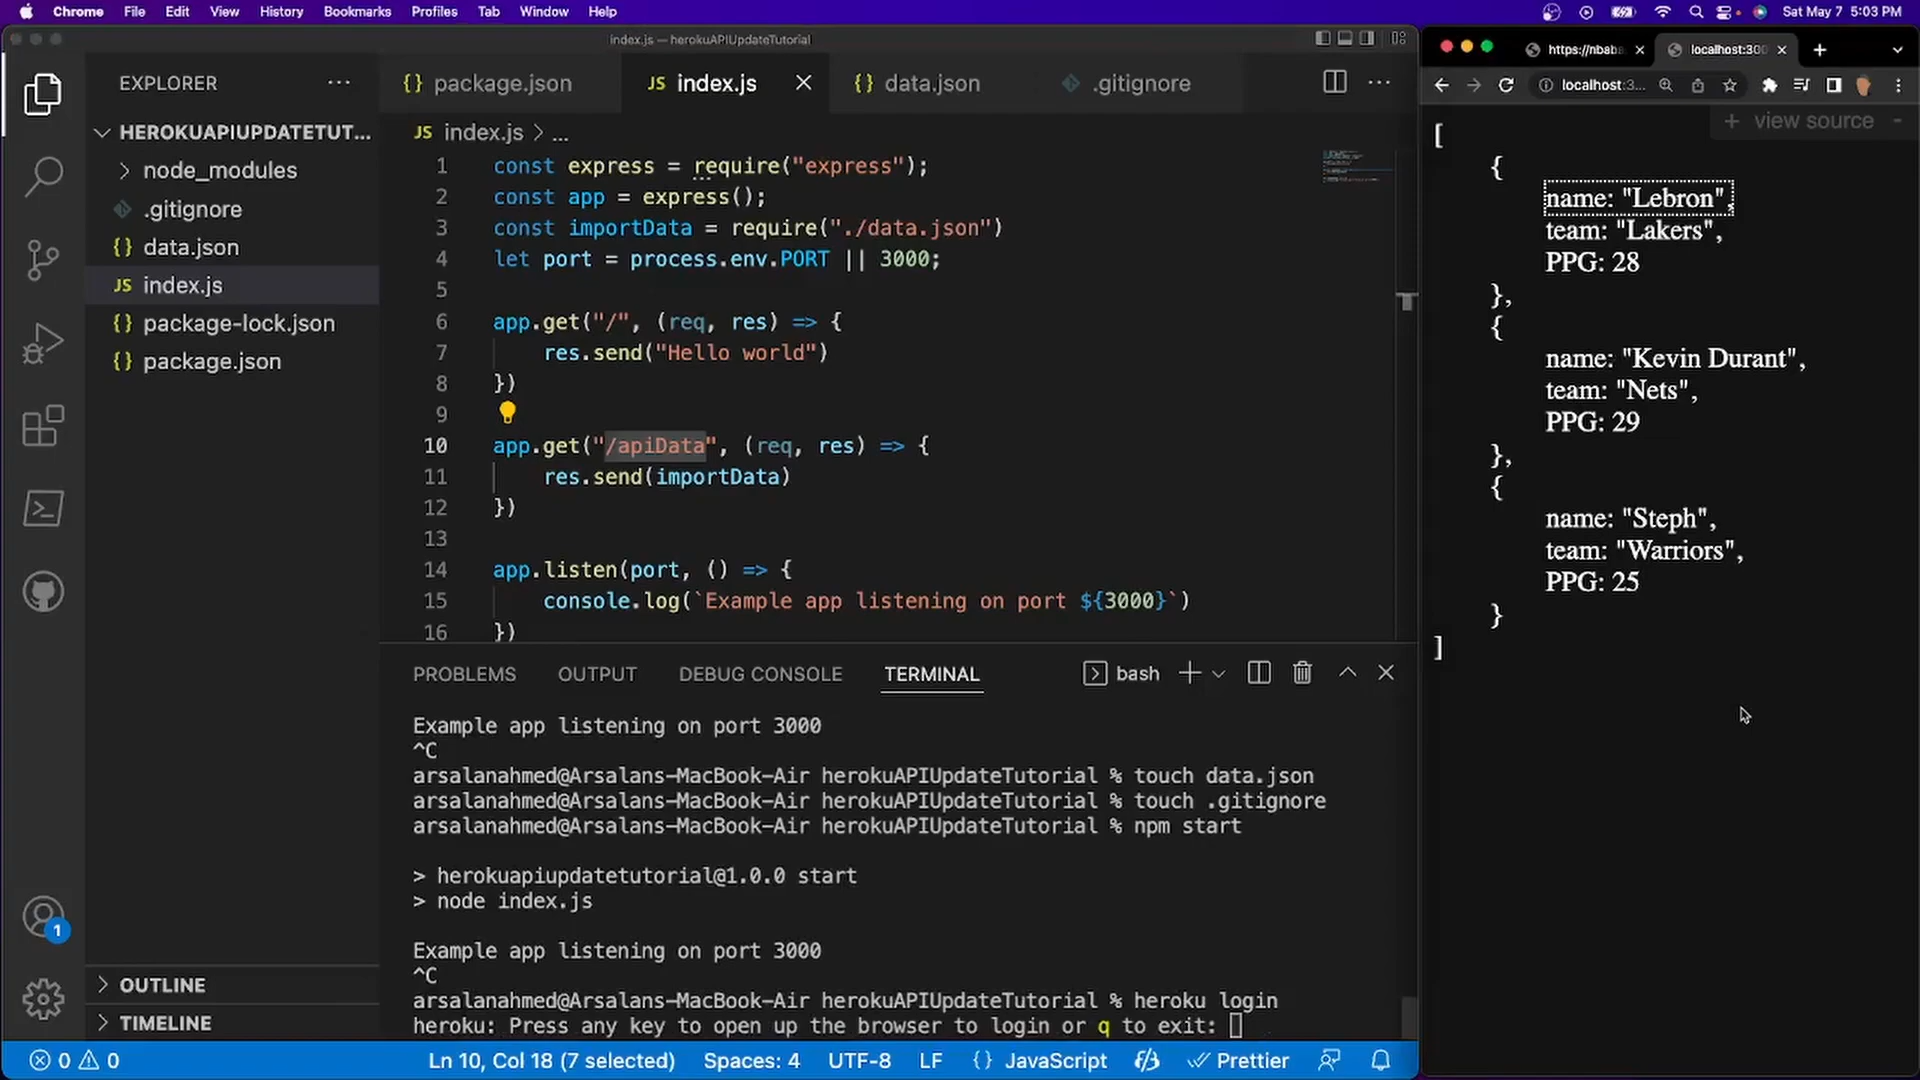 Chrome File Edit View History Bookmarks Profiles Tab Window Help
Sat May 7 5:03 PM
index.js — herokuAPIUpdateTutorial
EXPLORER
HEROKUAPIUPDATETUT...
node_modules
.gitignore
{} data.json
JS index.js
{} package-lock.json
{} package.json
1
OUTLINE
TIMELINE
{} package.json
JS index.js
{} data.json
.gitignore
JS index.js > ...
1 const express = require("express");
2 const app = express();
3 const importData = require("./data.json")
4 let port = process.env.PORT || 3000;
5
6 app.get("/", (req, res) => {
7 res.send("Hello world")
8 })
9
10 app.get("/apiData", (req, res) => {
11 res.send(importData)
12 })
13
14 app.listen(port, () => {
15 console.log(`Example app listening on port ${3000}`)
16 })
PROBLEMS OUTPUT DEBUG CONSOLE TERMINAL
bash
Example app listening on port 3000
^C
arsalanahmed@Arsalans-MacBook-Air herokuAPIUpdateTutorial % touch data.json
arsalanahmed@Arsalans-MacBook-Air herokuAPIUpdateTutorial % touch .gitignore
arsalanahmed@Arsalans-MacBook-Air herokuAPIUpdateTutorial % npm start
> herokuapiupdatetutorial@1.0.0 start
> node index.js
Example app listening on port 3000
^C
arsalanahmed@Arsalans-MacBook-Air herokuAPIUpdateTutorial % heroku login
heroku: Press any key to open up the browser to login or q to exit:
0 0
Ln 10, Col 18 (7 selected) Spaces: 4 UTF-8 LF {} JavaScript Prettier
https://nbaba
localhost:300
localhost:3...
+ view source -
[
{
name: "Lebron",
team: "Lakers",
PPG: 28
},
{
name: "Kevin Durant",
team: "Nets",
PPG: 29
},
{
name: "Steph",
team: "Warriors",
PPG: 25
}
]